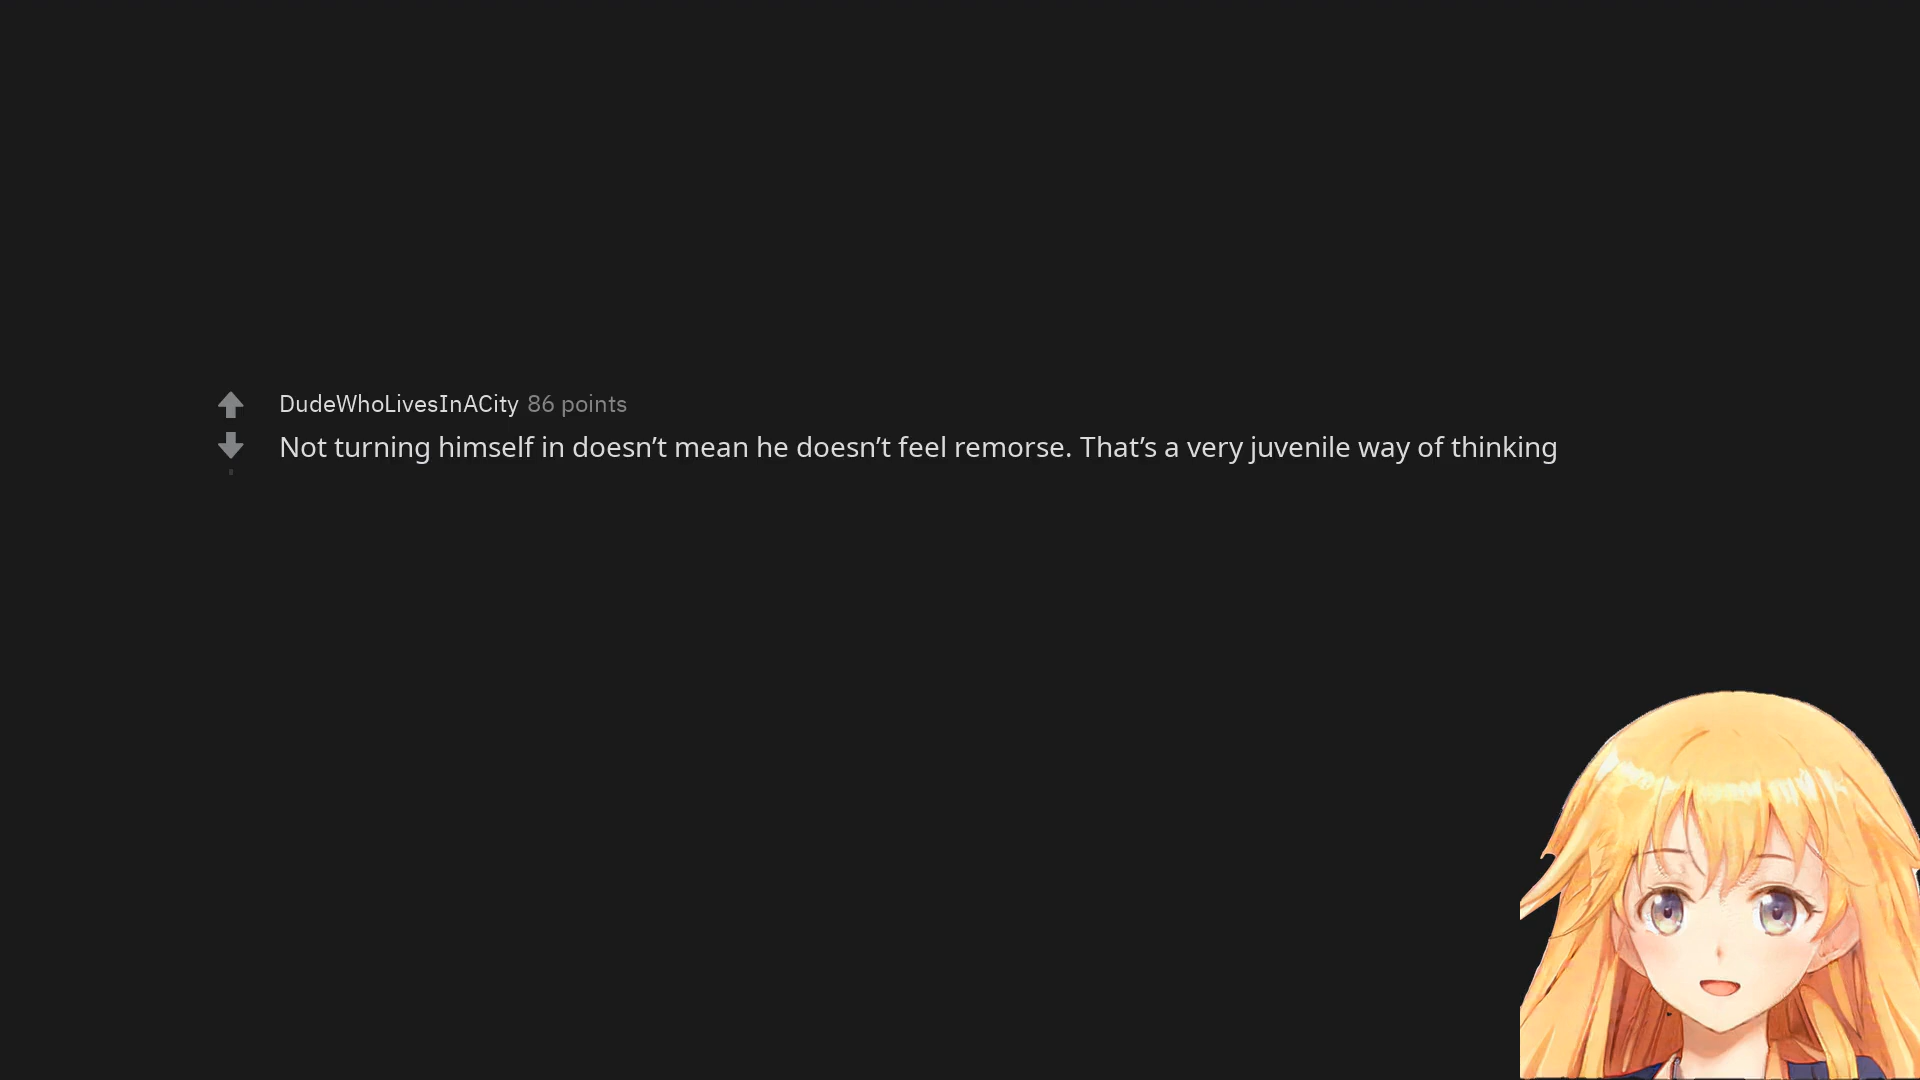 DudeWhoLivesInACity 86 points
Not turning himself in doesn’t mean he doesn’t feel remorse. That’s a very juvenile way of thinking